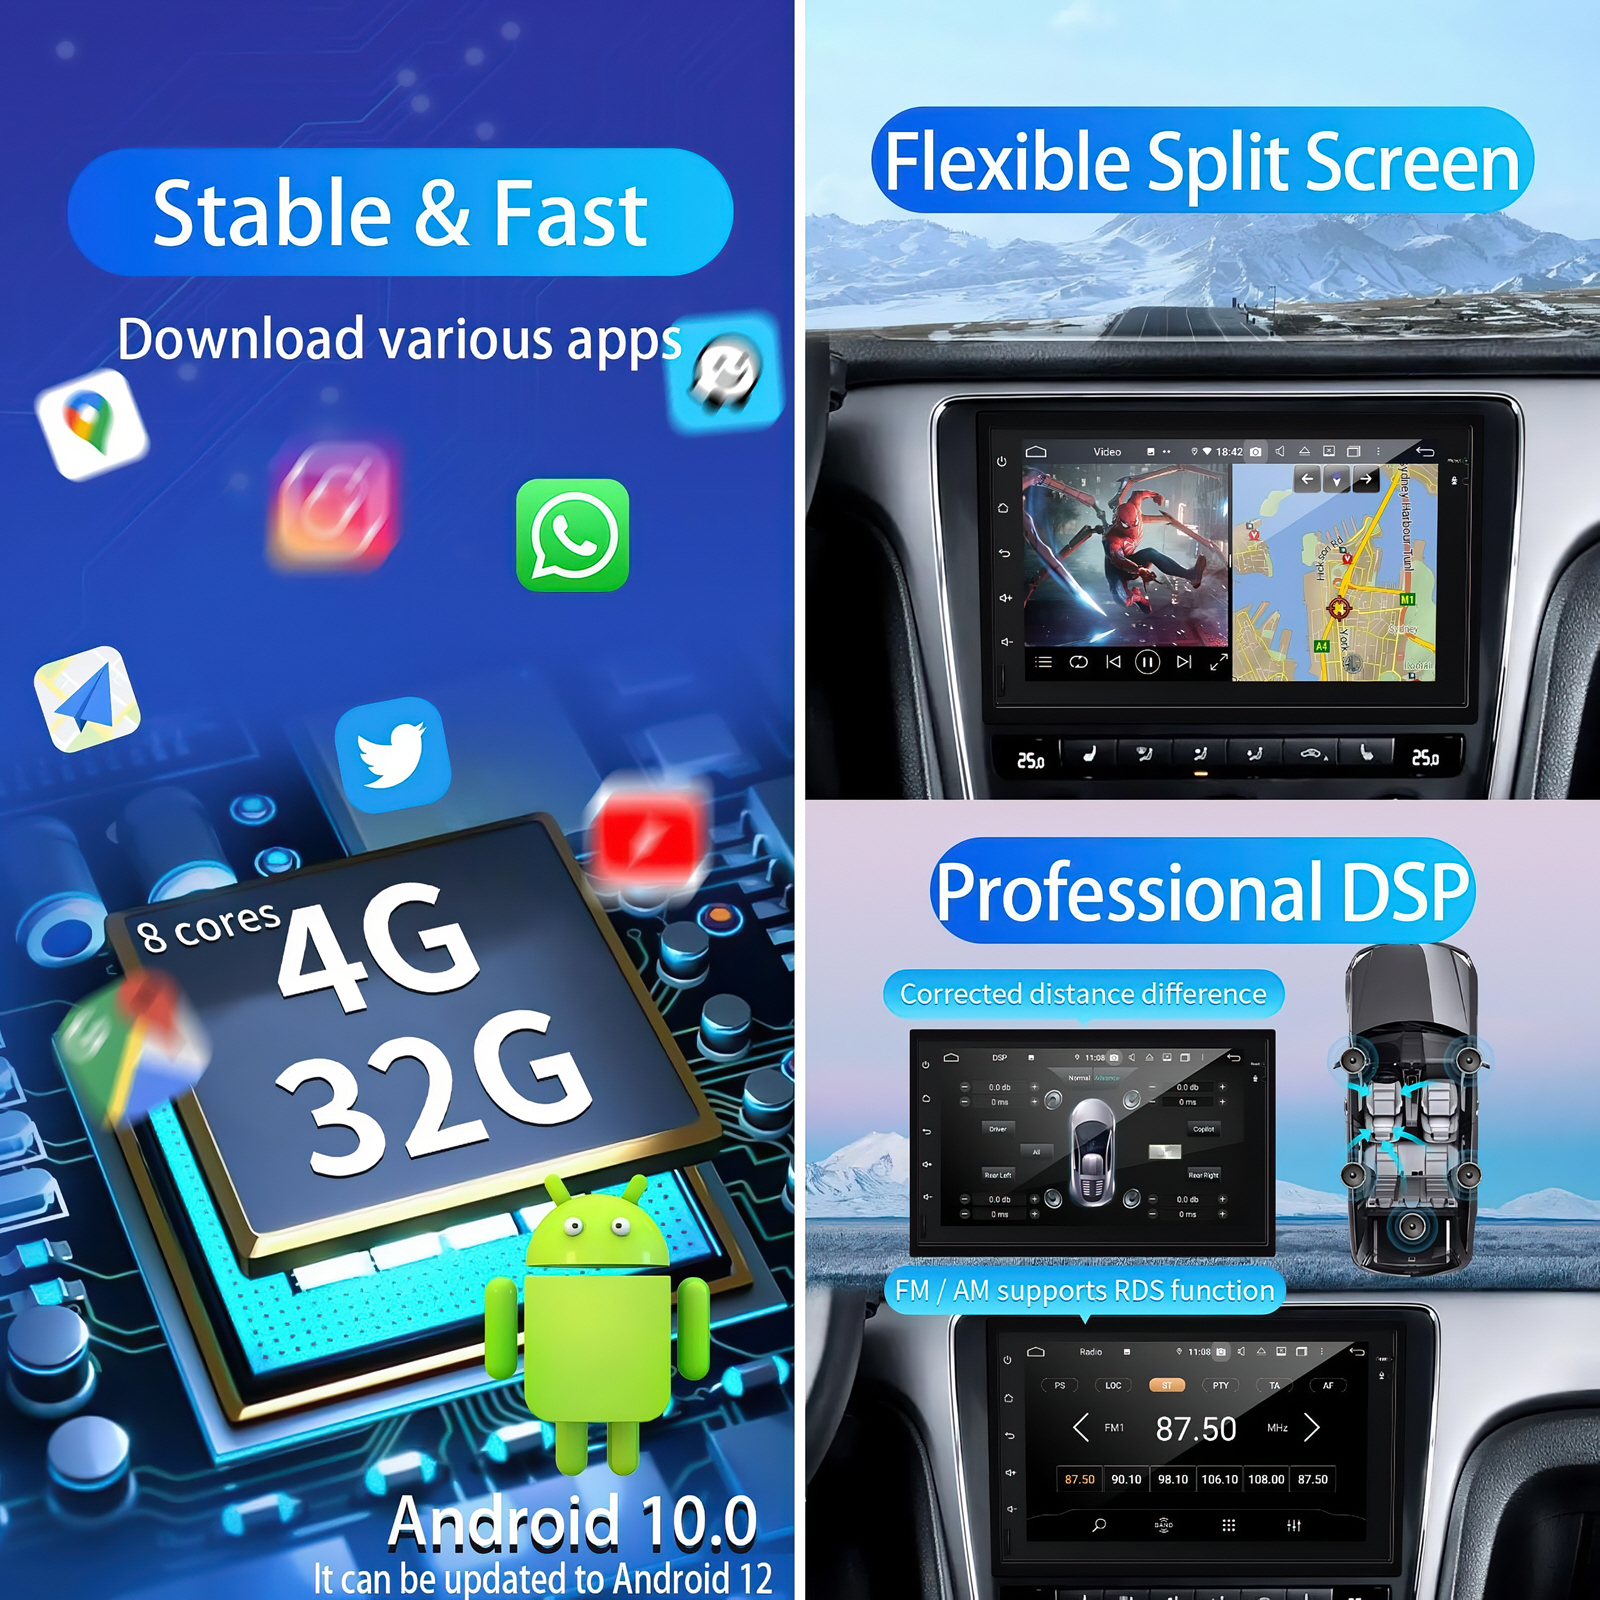 Stable & Fast
Download various apps
8 cores
4G
32G
Android 10.0
It can be updated to Android 12
Flexible Split Screen
Video
18:42
Sydney Harbour Tunl
Hickson Rd
M1
Sydney
A4
York
25.0
25.0
Professional DSP
Corrected distance difference
DSP
11:08
Normal Advance
0.0 db
0.0 db
0 ms
0 ms
Driver
Copilot
All
Rear Left
Rear Right
0.0 db
0.0 db
0 ms
0 ms
FM / AM supports RDS function
Radio
11:08
PS LOC ST PTY TA AF
FM1 87.50 MHz
87.50 90.10 98.10 106.10 108.00 87.50
BAND